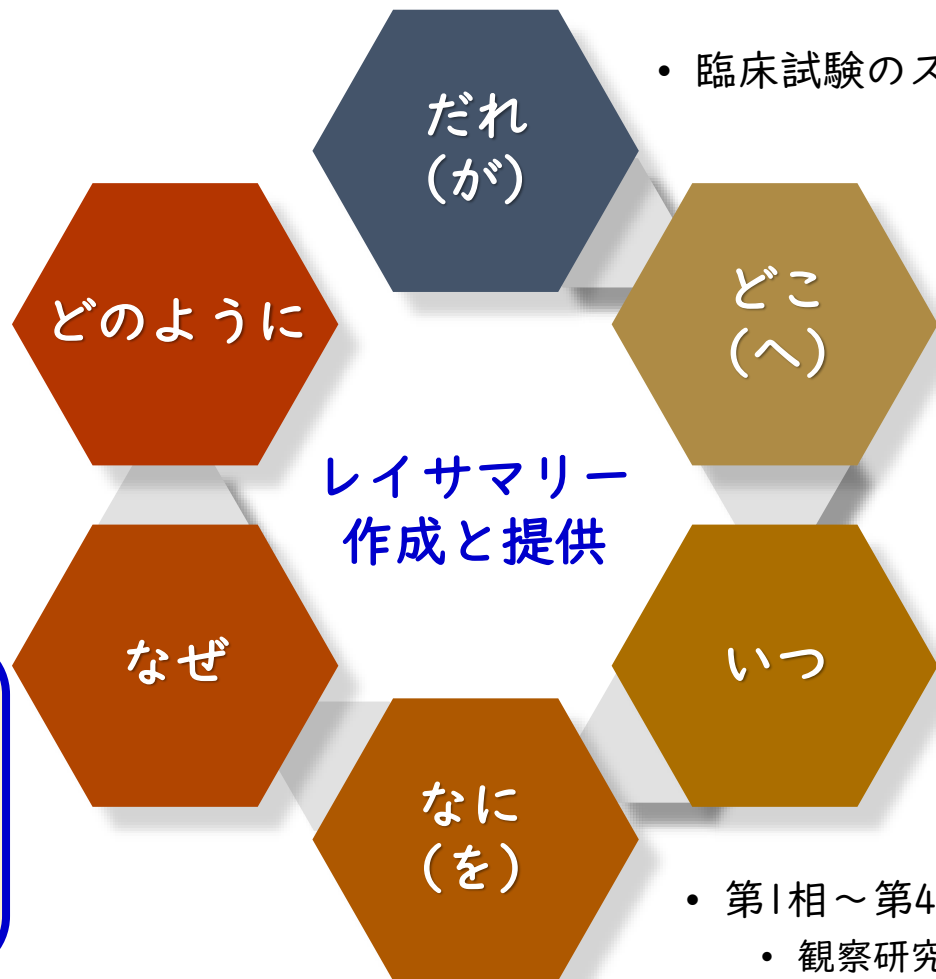 だれ
(が)
• 臨床試験のス
どこ
(へ)
どのように
レイサマリー
作成と提供
なぜ
いつ
なに
(を)
• 第1相～第4
• 観察研究